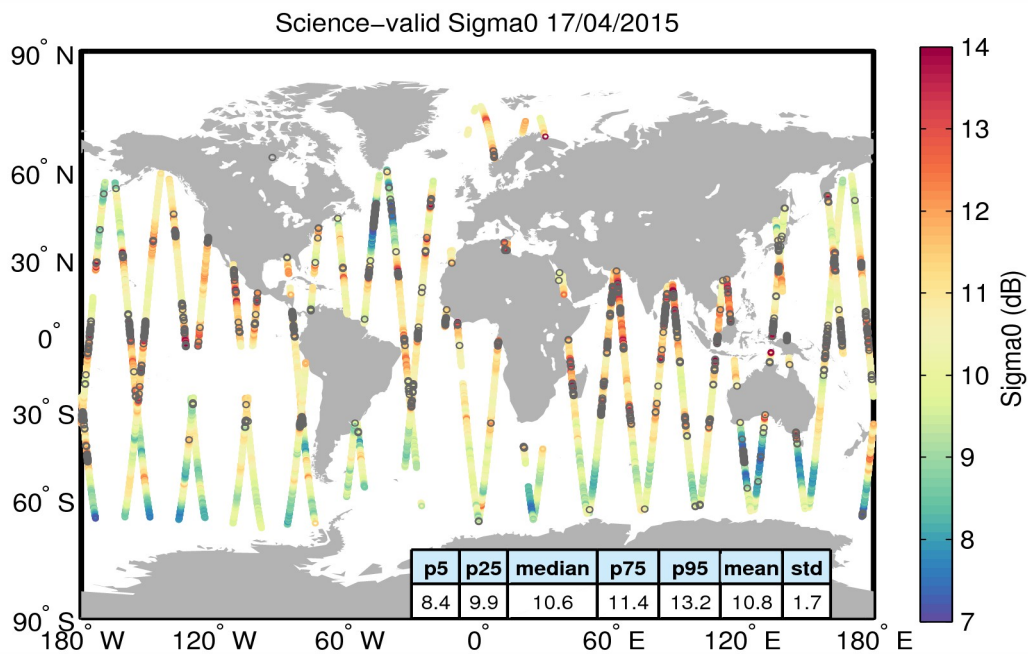 Science−valid Sigma0 17/04/2015
90° N
60° N
30° N
0°
30° S
60° S
90° S
180° W
120° W
60° W
0°
60° E
120° E
180° E
p5 p25 median p75 p95 mean std
8.4 9.9 10.6 11.4 13.2 10.8 1.7
14
13
12
11
10
9
8
7
Sigma0 (dB)